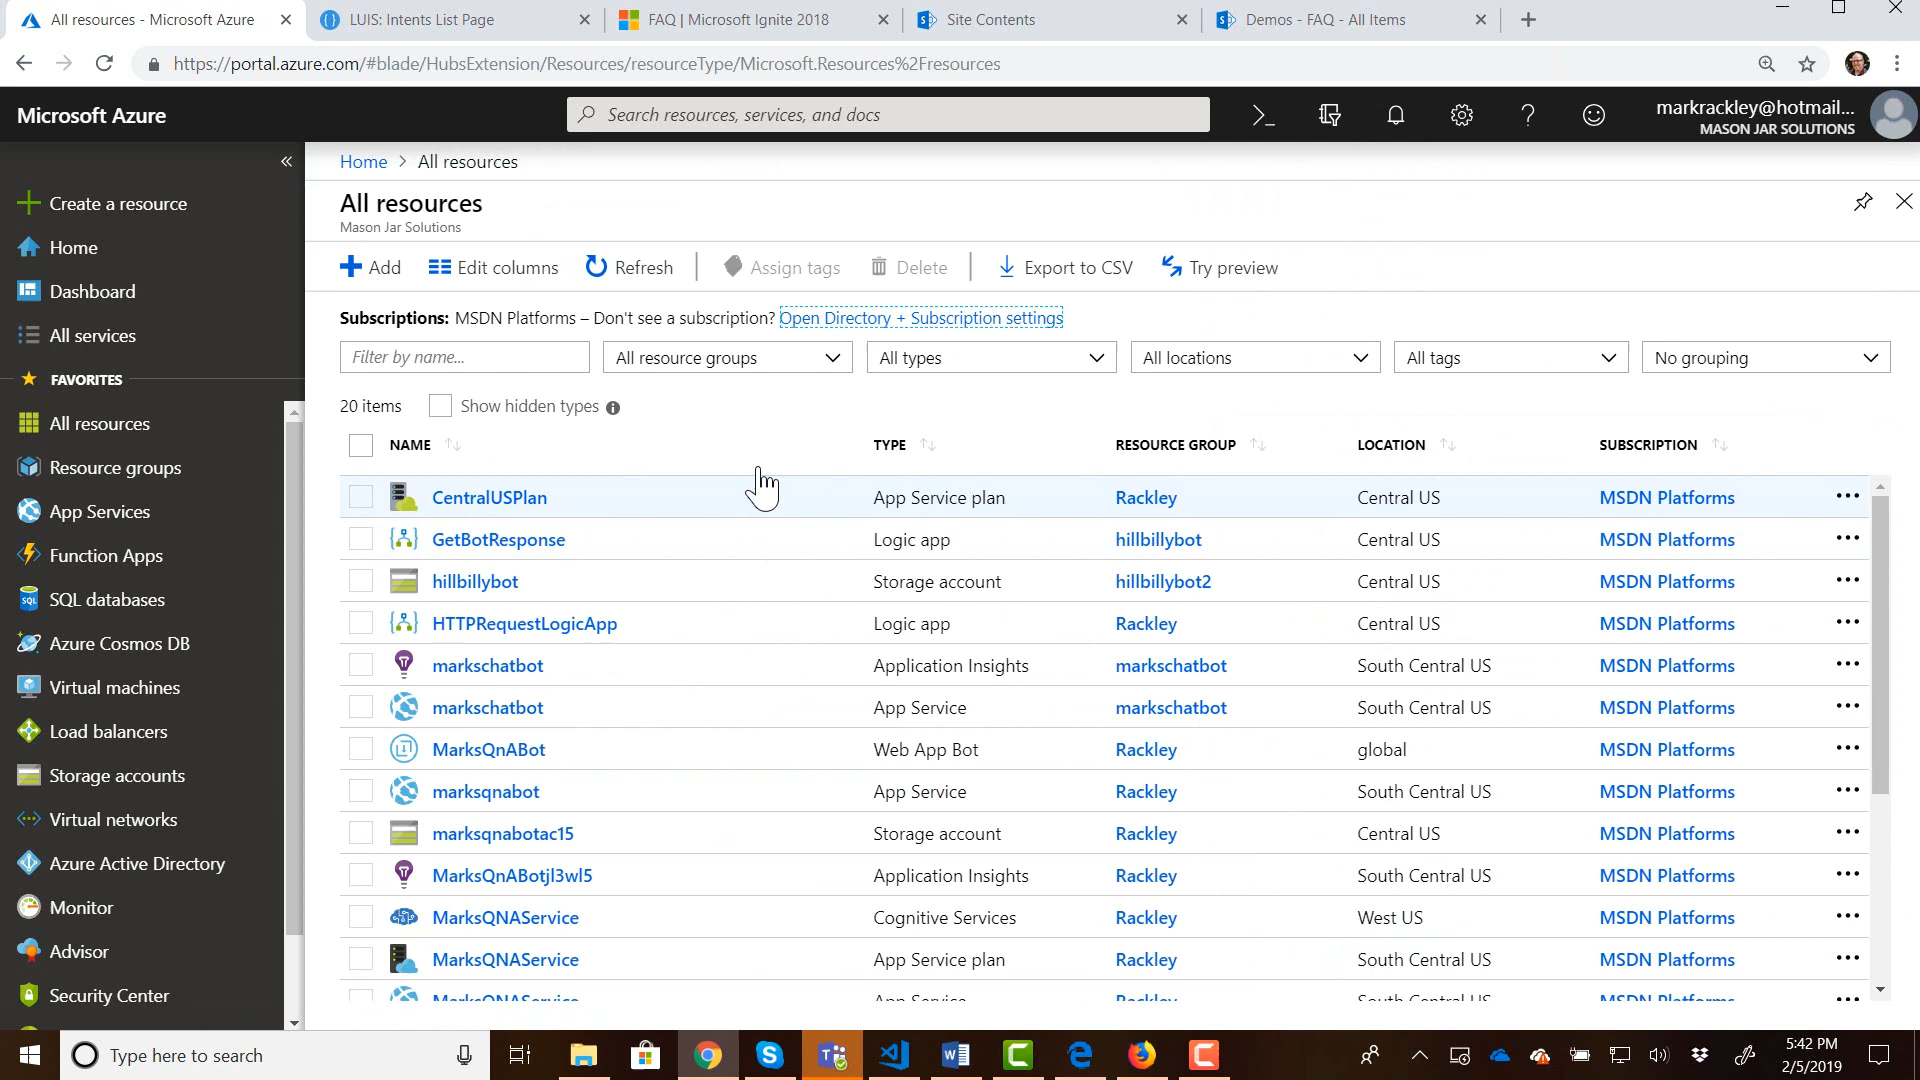 All resources - Microsoft Azure
LUIS: Intents List Page
FAQ | Microsoft Ignite 2018
Site Contents
Demos - FAQ - All Items
https://portal.azure.com/#blade/HubsExtension/Resources/resourceType/Microsoft.Resources%2Fresources
Microsoft Azure
Search resources, services, and docs
markrackley@hotmail...
MASON JAR SOLUTIONS
Create a resource
Home
Dashboard
All services
FAVORITES
All resources
Resource groups
App Services
Function Apps
SQL databases
Azure Cosmos DB
Virtual machines
Load balancers
Storage accounts
Virtual networks
Azure Active Directory
Monitor
Advisor
Security Center
Home > All resources
All resources
Mason Jar Solutions
Add Edit columns Refresh Assign tags Delete Export to CSV Try preview
Subscriptions: MSDN Platforms – Don't see a subscription? Open Directory + Subscription settings
Filter by name... All resource groups All types All locations All tags No grouping
20 items Show hidden types
NAME TYPE RESOURCE GROUP LOCATION SUBSCRIPTION
CentralUSPlan App Service plan Rackley Central US MSDN Platforms
GetBotResponse Logic app hillbillybot Central US MSDN Platforms
hillbillybot Storage account hillbillybot2 Central US MSDN Platforms
HTTPRequestLogicApp Logic app Rackley Central US MSDN Platforms
markschatbot Application Insights markschatbot South Central US MSDN Platforms
markschatbot App Service markschatbot South Central US MSDN Platforms
MarksQnABot Web App Bot Rackley global MSDN Platforms
marksqnabot App Service Rackley South Central US MSDN Platforms
marksqnabotac15 Storage account Rackley Central US MSDN Platforms
MarksQnABotjl3wl5 Application Insights Rackley South Central US MSDN Platforms
MarksQNAService Cognitive Services Rackley West US MSDN Platforms
MarksQNAService App Service plan Rackley South Central US MSDN Platforms
MarksQNAService App Service Rackley South Central US MSDN Platforms
Type here to search
5:42 PM
2/5/2019